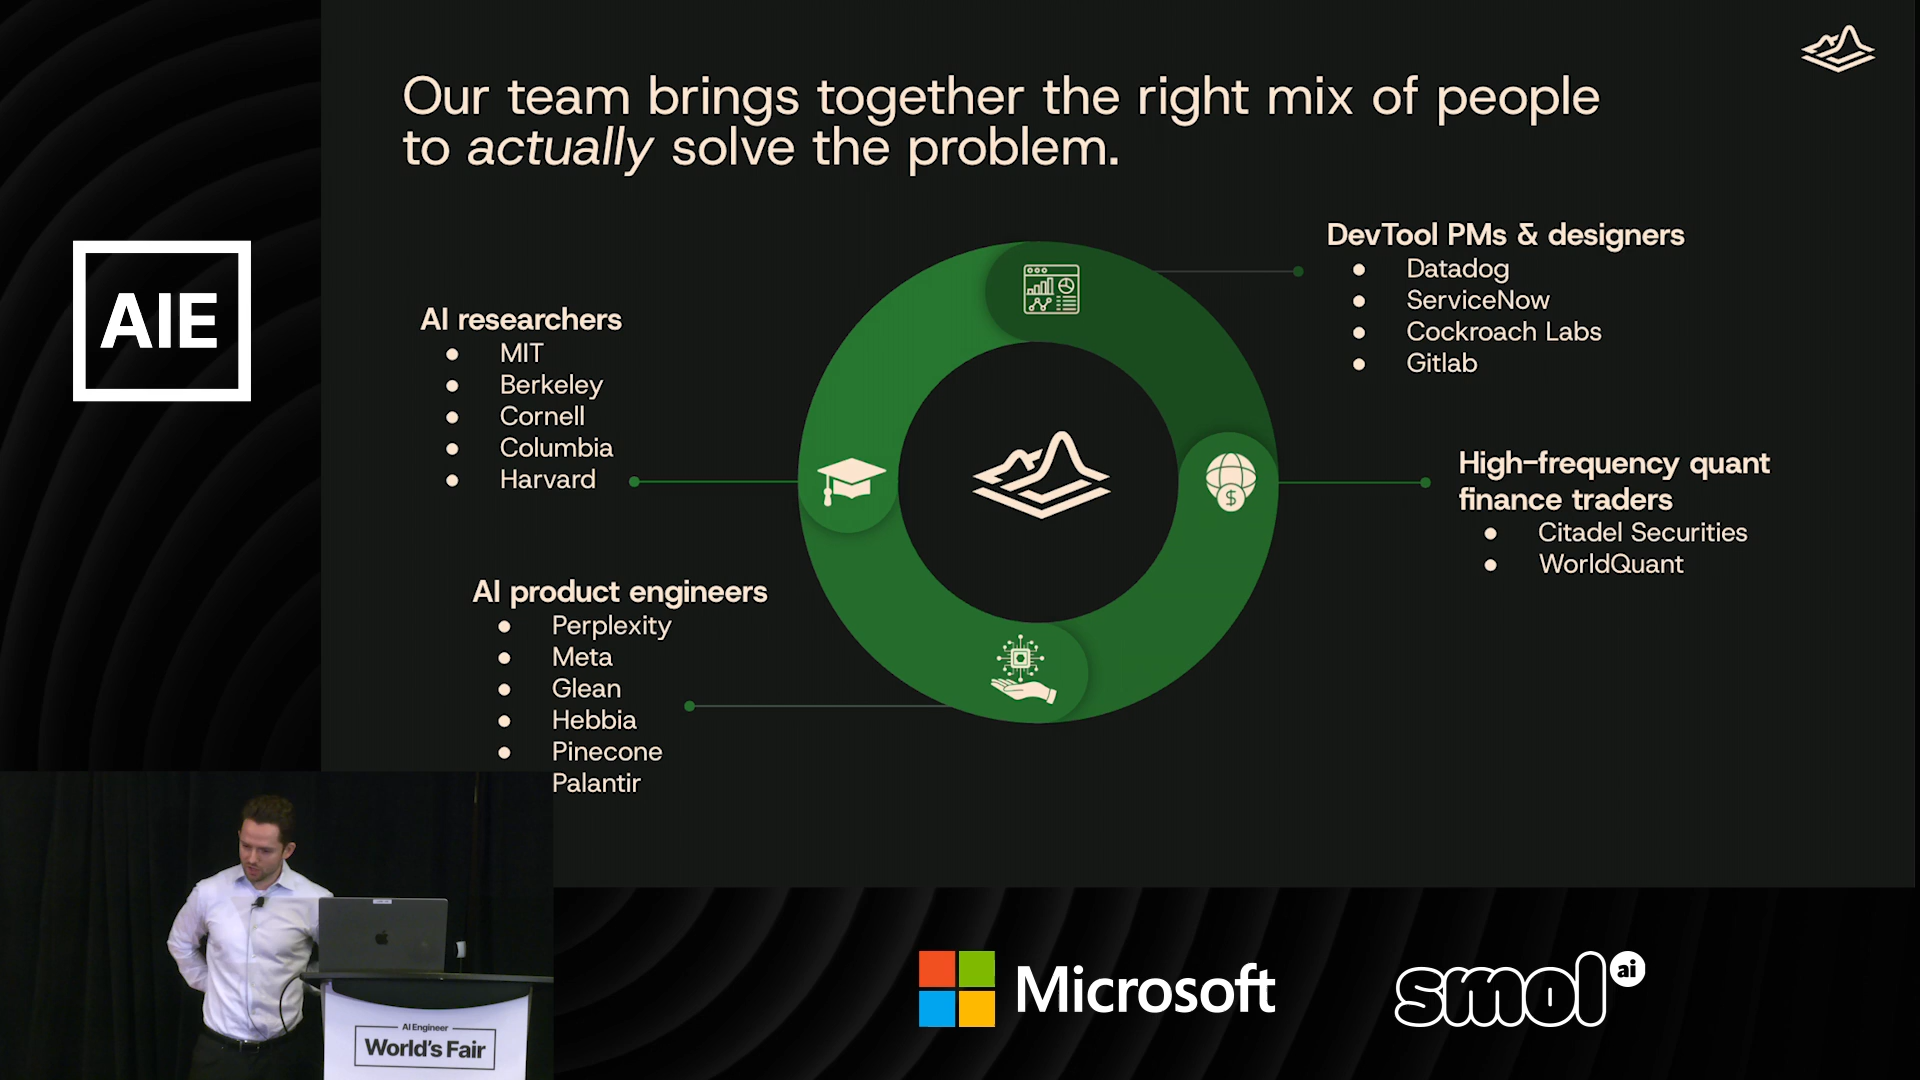 Our team brings together the right mix of people
to actually solve the problem.
AIE
AI researchers
● MIT
● Berkeley
● Cornell
● Columbia
● Harvard
AI product engineers
● Perplexity
● Meta
● Glean
● Hebbia
● Pinecone
Palantir
DevTool PMs & designers
● Datadog
● ServiceNow
● Cockroach Labs
● Gitlab
High-frequency quant
finance traders
● Citadel Securities
● WorldQuant
$
AI Engineer
World's Fair
Microsoft
smol ai